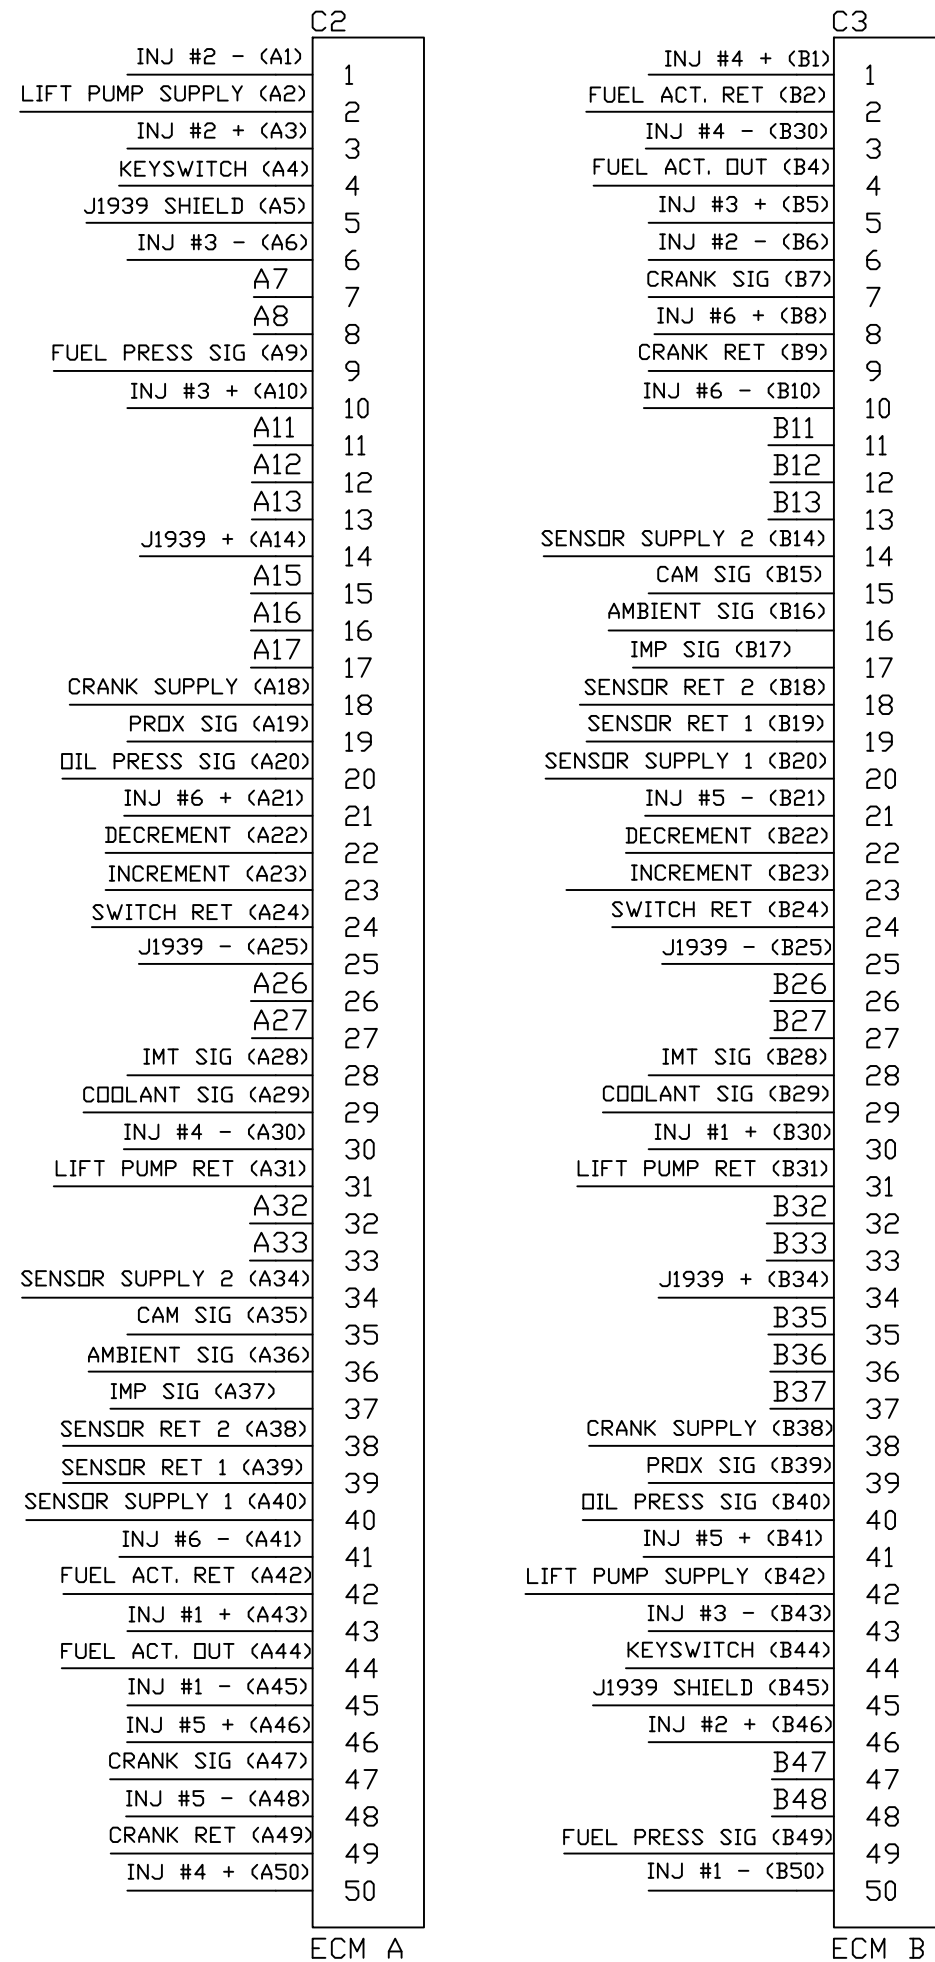 C2
INJ #2 - (A1) 1
LIFT PUMP SUPPLY (A2) 2
INJ #2 + (A3) 3
KEYSWITCH (A4) 4
J1939 SHIELD (A5) 5
INJ #3 - (A6) 6
A7 7
A8 8
FUEL PRESS SIG (A9) 9
INJ #3 + (A10) 10
A11 11
A12 12
A13 13
J1939 + (A14) 14
A15 15
A16 16
A17 17
CRANK SUPPLY (A18) 18
PROX SIG (A19) 19
OIL PRESS SIG (A20) 20
INJ #6 + (A21) 21
DECREMENT (A22) 22
INCREMENT (A23) 23
SWITCH RET (A24) 24
J1939 - (A25) 25
A26 26
A27 27
IMT SIG (A28) 28
COOLANT SIG (A29) 29
INJ #4 - (A30) 30
LIFT PUMP RET (A31) 31
A32 32
A33 33
SENSOR SUPPLY 2 (A34) 34
CAM SIG (A35) 35
AMBIENT SIG (A36) 36
IMP SIG (A37) 37
SENSOR RET 2 (A38) 38
SENSOR RET 1 (A39) 39
SENSOR SUPPLY 1 (A40) 40
INJ #6 - (A41) 41
FUEL ACT. RET (A42) 42
INJ #1 + (A43) 43
FUEL ACT. OUT (A44) 44
INJ #1 - (A45) 45
INJ #5 + (A46) 46
CRANK SIG (A47) 47
INJ #5 - (A48) 48
CRANK RET (A49) 49
INJ #4 + (A50) 50
ECM A
C3
INJ #4 + (B1) 1
FUEL ACT. RET (B2) 2
INJ #4 - (B30) 3
FUEL ACT. OUT (B4) 4
INJ #3 + (B5) 5
INJ #2 - (B6) 6
CRANK SIG (B7) 7
INJ #6 + (B8) 8
CRANK RET (B9) 9
INJ #6 - (B10) 10
B11 11
B12 12
B13 13
SENSOR SUPPLY 2 (B14) 14
CAM SIG (B15) 15
AMBIENT SIG (B16) 16
IMP SIG (B17) 17
SENSOR RET 2 (B18) 18
SENSOR RET 1 (B19) 19
SENSOR SUPPLY 1 (B20) 20
INJ #5 - (B21) 21
DECREMENT (B22) 22
INCREMENT (B23) 23
SWITCH RET (B24) 24
J1939 - (B25) 25
B26 26
B27 27
IMT SIG (B28) 28
COOLANT SIG (B29) 29
INJ #1 + (B30) 30
LIFT PUMP RET (B31) 31
B32 32
B33 33
J1939 + (B34) 34
B35 35
B36 36
B37 37
CRANK SUPPLY (B38) 38
PROX SIG (B39) 39
OIL PRESS SIG (B40) 40
INJ #5 + (B41) 41
LIFT PUMP SUPPLY (B42) 42
INJ #3 - (B43) 43
KEYSWITCH (B44) 44
J1939 SHIELD (B45) 45
INJ #2 + (B46) 46
B47 47
B48 48
FUEL PRESS SIG (B49) 49
INJ #1 - (B50) 50
ECM B